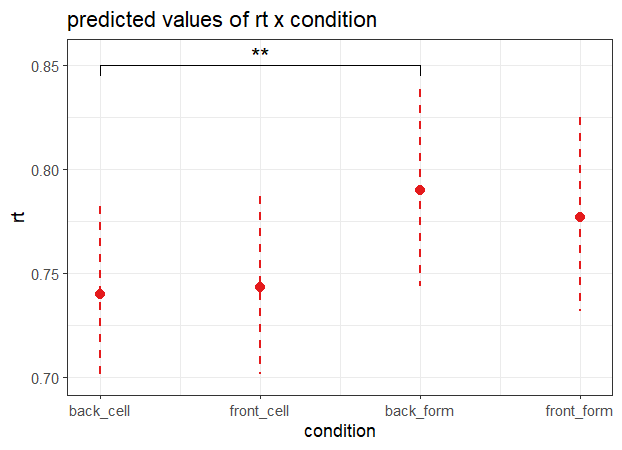 predicted values of rt x condition
**
0.85
0.80
0.75
0.70
rt
back_cell front_cell back_form front_form
condition